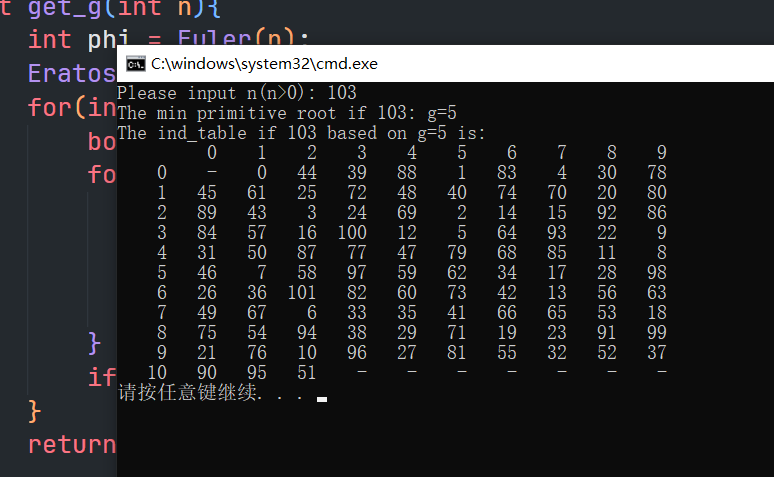 t get_g(int n){
int phi = Euler(n);
Eratos
for(in
bo
fo
}
if
}
return
C:\windows\system32\cmd.exe
Please input n(n>0): 103
The min primitive root if 103: g=5
The ind_table if 103 based on g=5 is:
0 1 2 3 4 5 6 7 8 9
0 - 0 44 39 88 1 83 4 30 78
1 45 61 25 72 48 40 74 70 20 80
2 89 43 3 24 69 2 14 15 92 86
3 84 57 16 100 12 5 64 93 22 9
4 31 50 87 77 47 79 68 85 11 8
5 46 7 58 97 59 62 34 17 28 98
6 26 36 101 82 60 73 42 13 56 63
7 49 67 6 33 35 41 66 65 53 18
8 75 54 94 38 29 71 19 23 91 99
9 21 76 10 96 27 81 55 32 52 37
10 90 95 51 - - - - - - -
请按任意键继续. . .